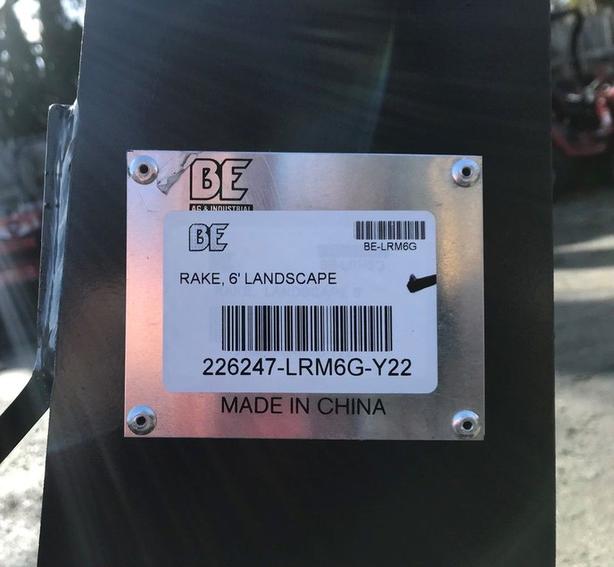 BE
AG & INDUSTRIAL
BE
BE-LRM6G
RAKE, 6' LANDSCAPE
226247-LRM6G-Y22
MADE IN CHINA